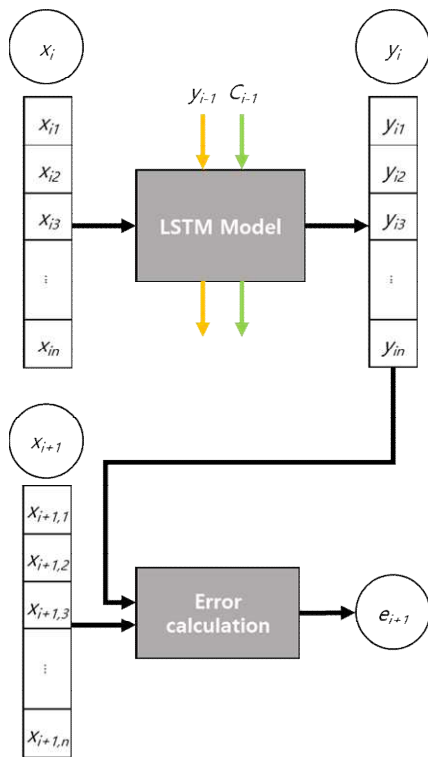 xᵢ
yᵢ
yᵢ₋₁ Cᵢ₋₁
xᵢ₁
xᵢ₂
xᵢ₃
⋮
xᵢₙ
LSTM Model
yᵢ₁
yᵢ₂
yᵢ₃
⋮
yᵢₙ
xᵢ₊₁
xᵢ₊₁,₁
xᵢ₊₁,₂
xᵢ₊₁,₃
⋮
xᵢ₊₁,ₙ
Error
calculation
eᵢ₊₁